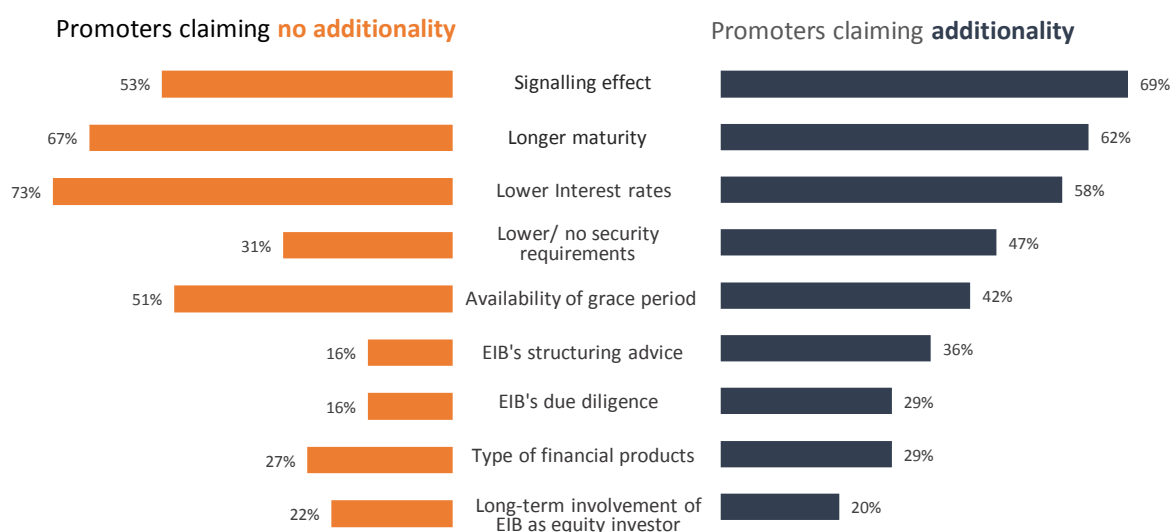 Promoters claiming no additionality
Promoters claiming additionality
53%
Signalling effect
69%
67%
Longer maturity
62%
73%
Lower Interest rates
58%
31%
Lower/ no security
requirements
47%
51%
Availability of grace period
42%
16%
EIB's structuring advice
36%
16%
EIB's due diligence
29%
27%
Type of financial products
29%
22%
Long-term involvement of
EIB as equity investor
20%